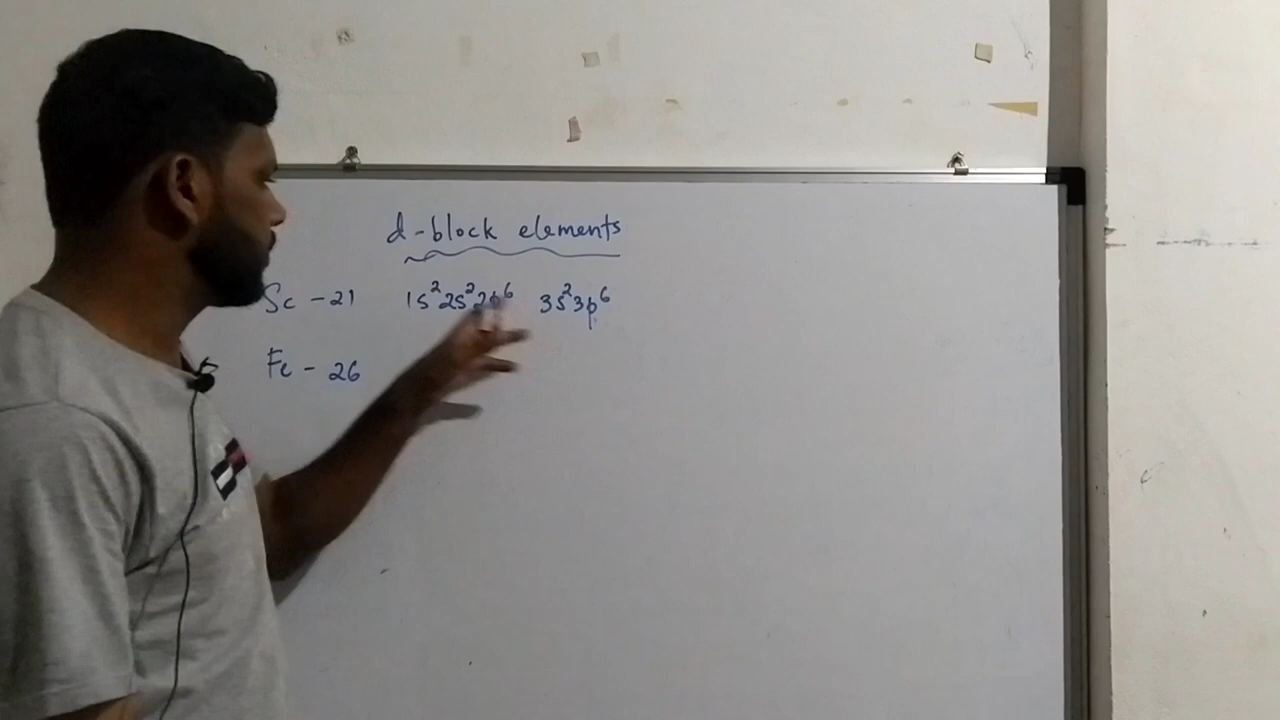 d-block elements
Sc - 21 1s²2s²2p⁶ 3s²3p⁶
Fe - 26